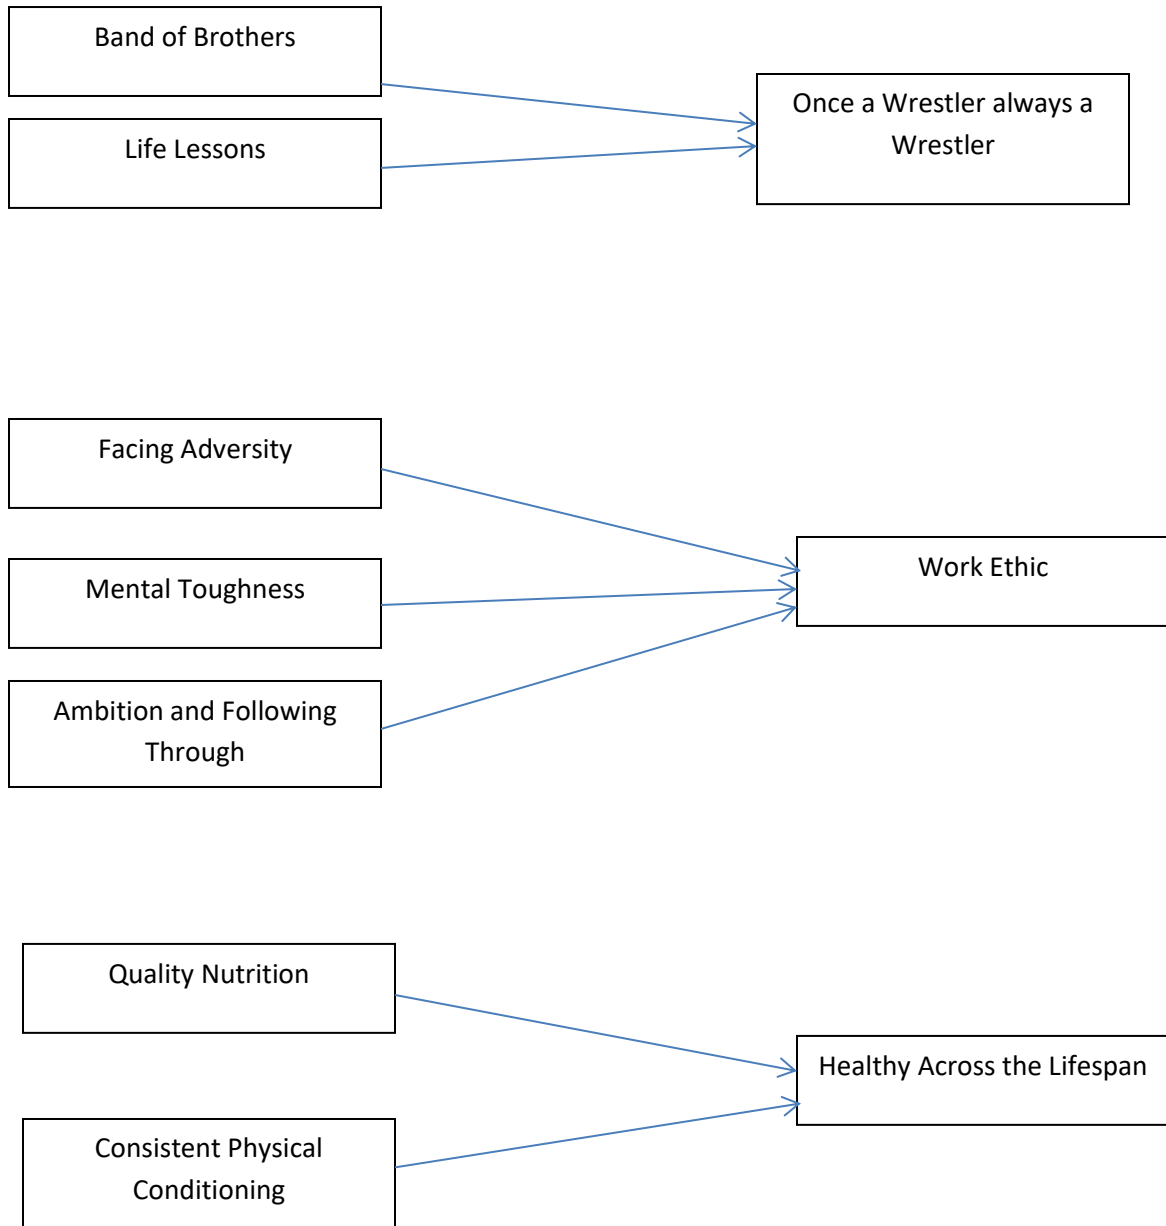 Band of Brothers
Life Lessons
Once a Wrestler always a
Wrestler
Facing Adversity
Mental Toughness
Ambition and Following
Through
Work Ethic
Quality Nutrition
Consistent Physical
Conditioning
Healthy Across the Lifespan